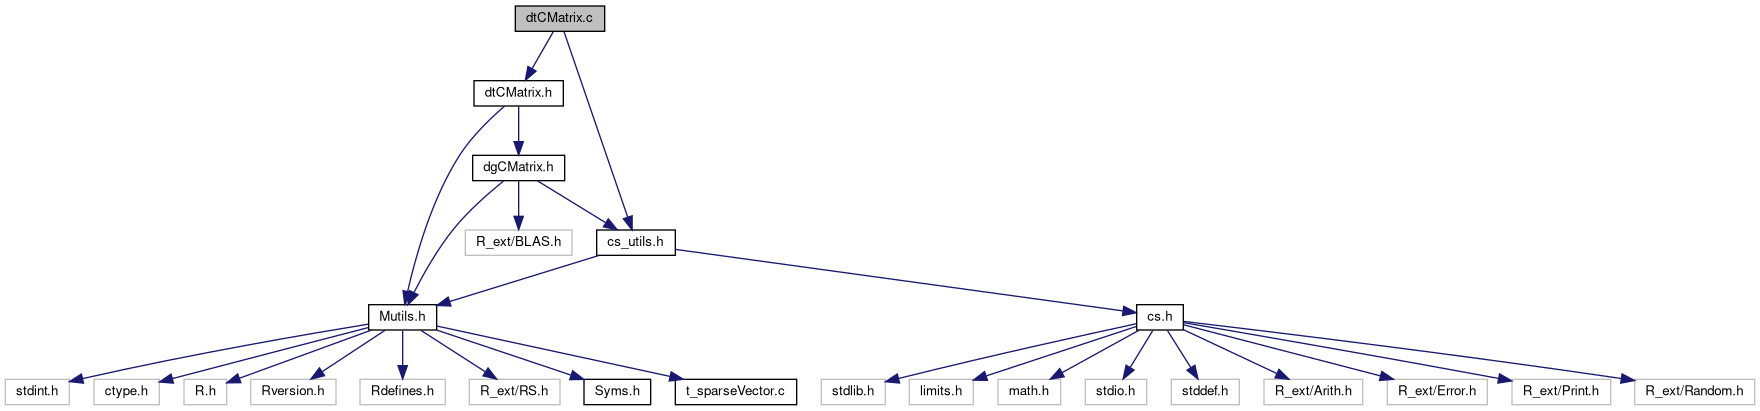 dtCMatrix.c
dtCMatrix.h
dgCMatrix.h
R_ext/BLAS.h
cs_utils.h
Mutils.h
cs.h
stdint.h
ctype.h
R.h
Rversion.h
Rdefines.h
R_ext/RS.h
Syms.h
t_sparseVector.c
stdlib.h
limits.h
math.h
stdio.h
stddef.h
R_ext/Arith.h
R_ext/Error.h
R_ext/Print.h
R_ext/Random.h